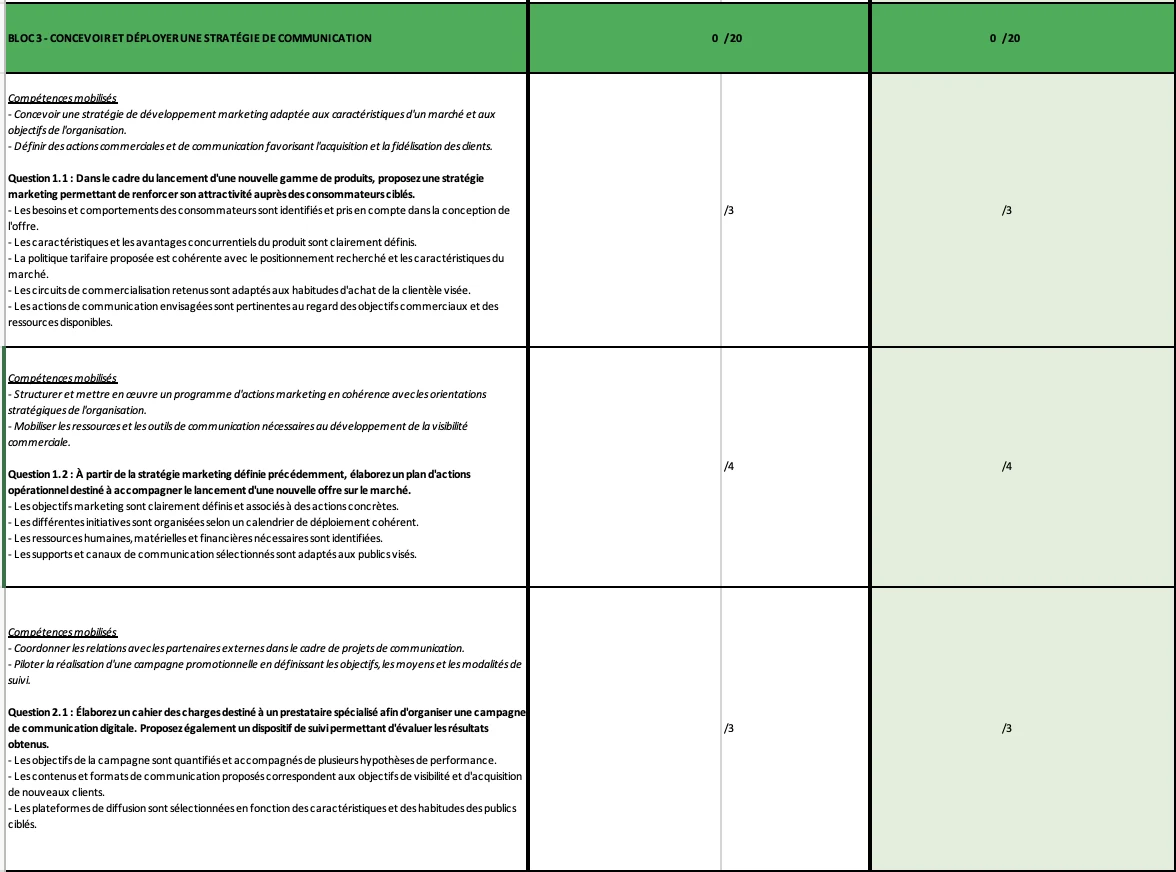 BLOC 3 - CONCEVOIR ET DÉPLOYER UNE STRATÉGIE DE COMMUNICATION 0 /20 0 /20
Compétences mobilisés
- Concevoir une stratégie de développement marketing adaptée aux caractéristiques d'un marché et aux
objectifs de l'organisation.
- Définir des actions commerciales et de communication favorisant l'acquisition et la fidélisation des clients.
Question 1.1 : Dans le cadre du lancement d'une nouvelle gamme de produits, proposez une stratégie
marketing permettant de renforcer son attractivité auprès des consommateurs ciblés.
- Les besoins et comportements des consommateurs sont identifiés et pris en compte dans la conception de
l'offre.
- Les caractéristiques et les avantages concurrentiels du produit sont clairement définis.
- La politique tarifaire proposée est cohérente avec le positionnement recherché et les caractéristiques du
marché.
- Les circuits de commercialisation retenus sont adaptés aux habitudes d'achat de la clientèle visée.
- Les actions de communication envisagées sont pertinentes au regard des objectifs commerciaux et des
ressources disponibles.
/3 /3
Compétences mobilisés
- Structurer et mettre en œuvre un programme d'actions marketing en cohérence avec les orientations
stratégiques de l'organisation.
- Mobiliser les ressources et les outils de communication nécessaires au développement de la visibilité
commerciale.
Question 1.2 : À partir de la stratégie marketing définie précédemment, élaborez un plan d'actions
opérationnel destiné à accompagner le lancement d'une nouvelle offre sur le marché.
- Les objectifs marketing sont clairement définis et associés à des actions concrètes.
- Les différentes initiatives sont organisées selon un calendrier de déploiement cohérent.
- Les ressources humaines, matérielles et financières nécessaires sont identifiées.
- Les supports et canaux de communication sélectionnés sont adaptés aux publics visés.
/4 /4
Compétences mobilisés
- Coordonner les relations avec les partenaires externes dans le cadre de projets de communication.
- Piloter la réalisation d'une campagne promotionnelle en définissant les objectifs, les moyens et les modalités de
suivi.
Question 2.1 : Élaborez un cahier des charges destiné à un prestataire spécialisé afin d'organiser une campagne
de communication digitale. Proposez également un dispositif de suivi permettant d'évaluer les résultats
obtenus.
- Les objectifs de la campagne sont quantifiés et accompagnés de plusieurs hypothèses de performance.
- Les contenus et formats de communication proposés correspondent aux objectifs de visibilité et d'acquisition
de nouveaux clients.
- Les plateformes de diffusion sont sélectionnées en fonction des caractéristiques et des habitudes des publics
ciblés.
/3 /3